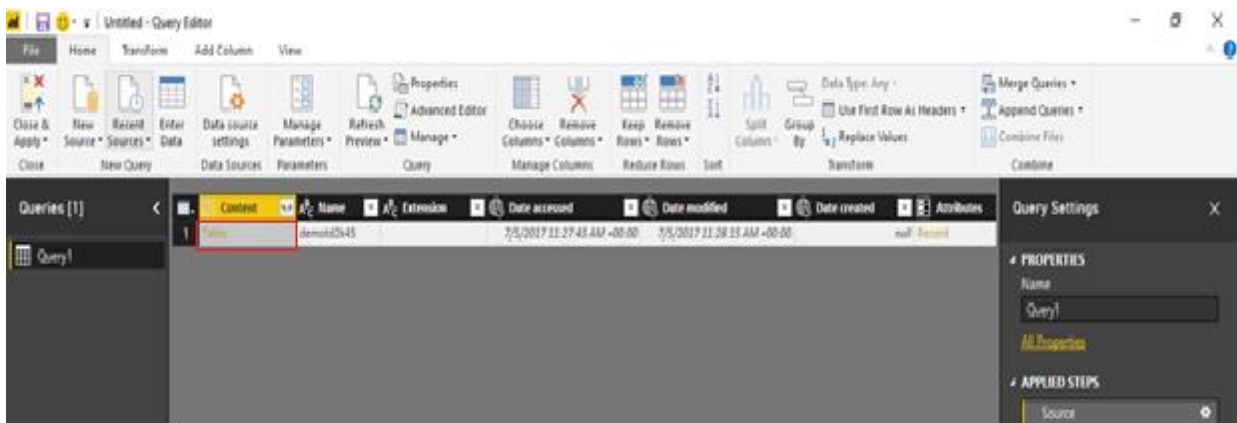 Untitled - Query Editor
File Home Transform Add Column View
Close & Apply
New Source
Recent Sources
Enter Data
Data source settings
Manage Parameters
Refresh Preview
Properties
Advanced Editor
Manage
Choose Columns
Remove Columns
Keep Rows
Remove Rows
Split Column
Group By
Data Type: Any
Use First Row As Headers
Replace Values
Merge Queries
Append Queries
Combine Files
Close New Query Data Sources Parameters Query Manage Columns Reduce Rows Sort Transform Combine
Queries [1]
Query1
Content Name Extension Date accessed Date modified Date created Attributes
1 Table 7/5/2017 11:27:43 AM +00:00 7/5/2017 11:28:33 AM +00:00 null Record
Query Settings
PROPERTIES
Name
Query1
All Properties
APPLIED STEPS
Source